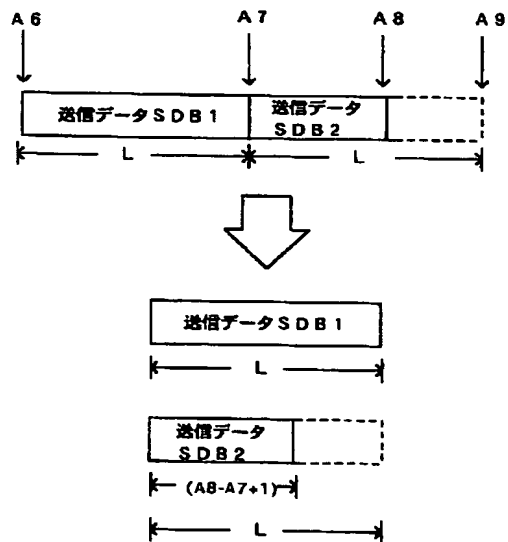 A6 A7 A8 A9
送信データSDB1 送信データ
SDB2
L L
送信データSDB1
L
送信データ
SDB2
(A8-A7+1)
L